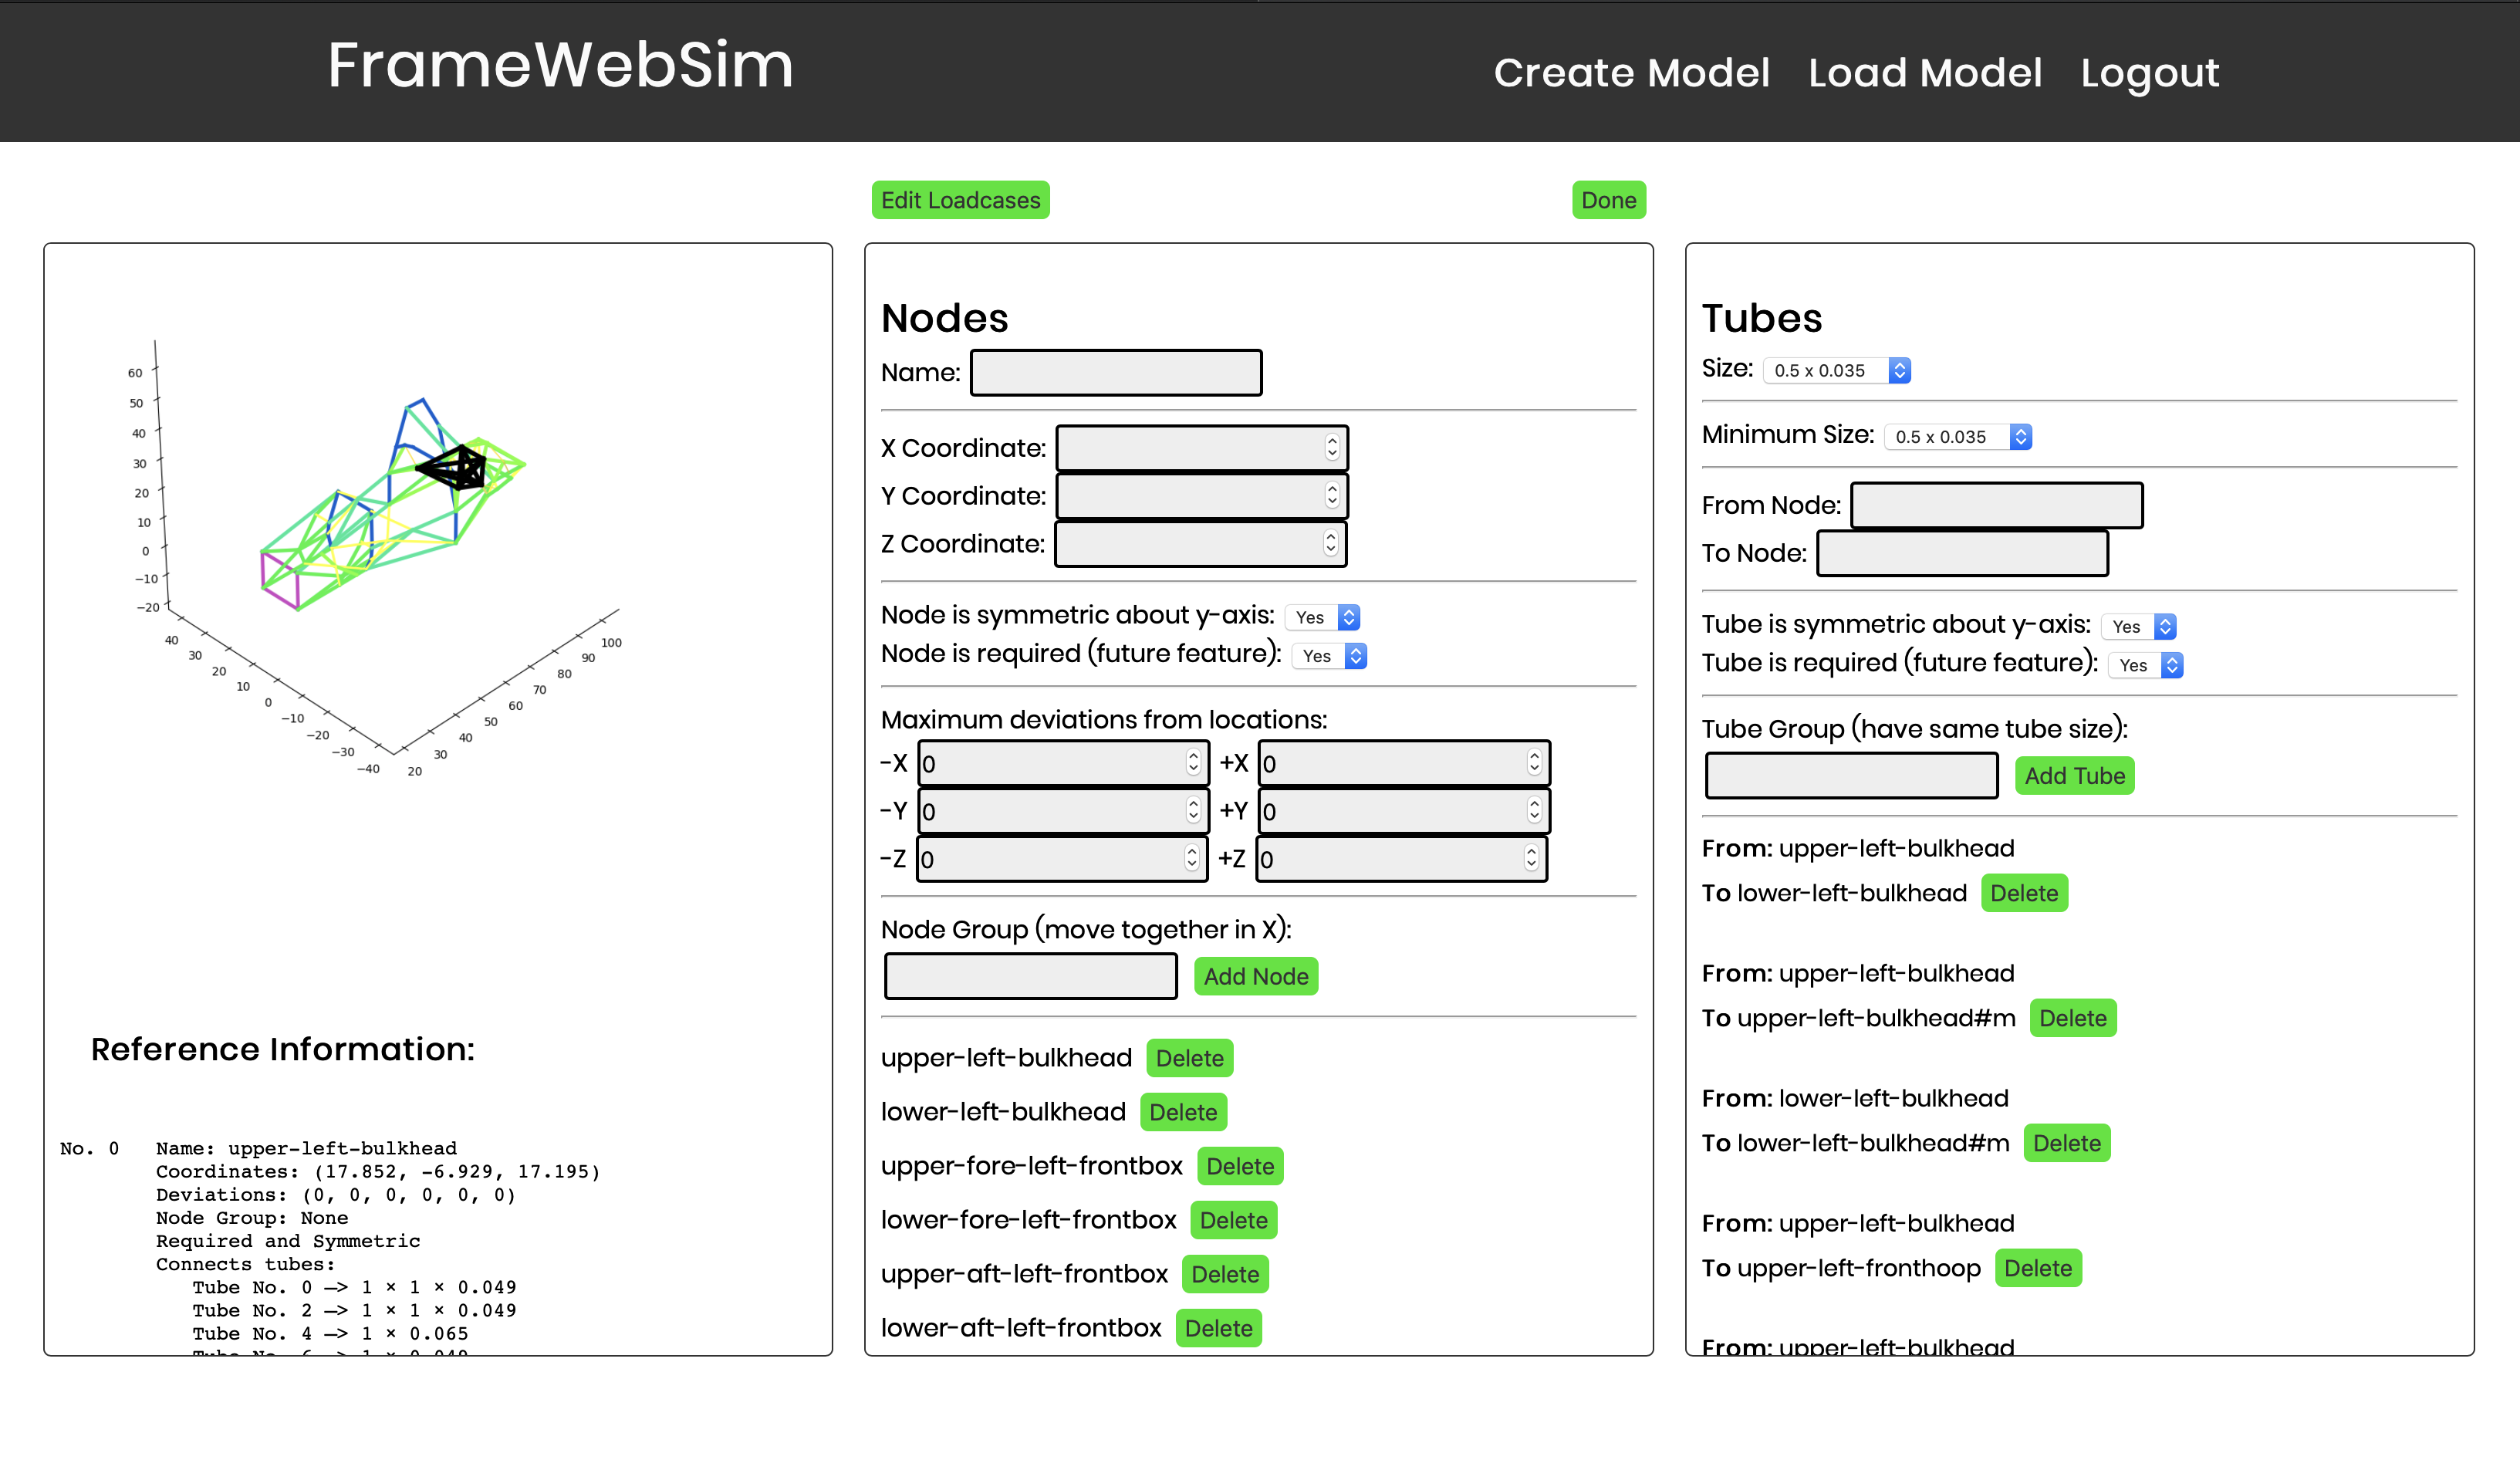 FrameWebSim
Create Model Load Model Logout
Edit Loadcases Done
60
50
40
30
20
10
0
−10
−20
40
30
20
10
0
−10
−20
−30
−40
20
30
40
50
60
70
80
90
100
Reference Information:
No. 0 Name: upper-left-bulkhead
Coordinates: (17.852, -6.929, 17.195)
Deviations: (0, 0, 0, 0, 0, 0)
Node Group: None
Required and Symmetric
Connects tubes:
Tube No. 0 —> 1 × 1 × 0.049
Tube No. 2 —> 1 × 1 × 0.049
Tube No. 4 —> 1 × 0.065
Tube No. 6 —> 1 × 0.049
Nodes
Name:
X Coordinate:
Y Coordinate:
Z Coordinate:
Node is symmetric about y-axis: Yes
Node is required (future feature): Yes
Maximum deviations from locations:
-X 0 +X 0
-Y 0 +Y 0
-Z 0 +Z 0
Node Group (move together in X):
Add Node
upper-left-bulkhead Delete
lower-left-bulkhead Delete
upper-fore-left-frontbox Delete
lower-fore-left-frontbox Delete
upper-aft-left-frontbox Delete
lower-aft-left-frontbox Delete
Tubes
Size: 0.5 x 0.035
Minimum Size: 0.5 x 0.035
From Node:
To Node:
Tube is symmetric about y-axis: Yes
Tube is required (future feature): Yes
Tube Group (have same tube size):
Add Tube
From: upper-left-bulkhead
To lower-left-bulkhead Delete
From: upper-left-bulkhead
To upper-left-bulkhead#m Delete
From: lower-left-bulkhead
To lower-left-bulkhead#m Delete
From: upper-left-bulkhead
To upper-left-fronthoop Delete
From: upper-left-bulkhead